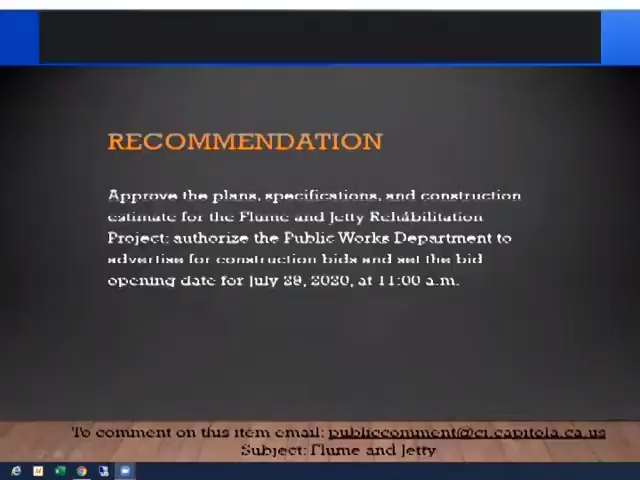 RECOMMENDATION
Approve the plans, specifications, and construction
estimate for the Flume and Jetty Rehabilitation
Project; authorize the Public Works Department to
advertise for construction bids and set the bid
opening date for July 29, 2020, at 11:00 a.m.
To comment on this item email: publiccomment@ci.capitola.ca.us
Subject: Flume and Jetty